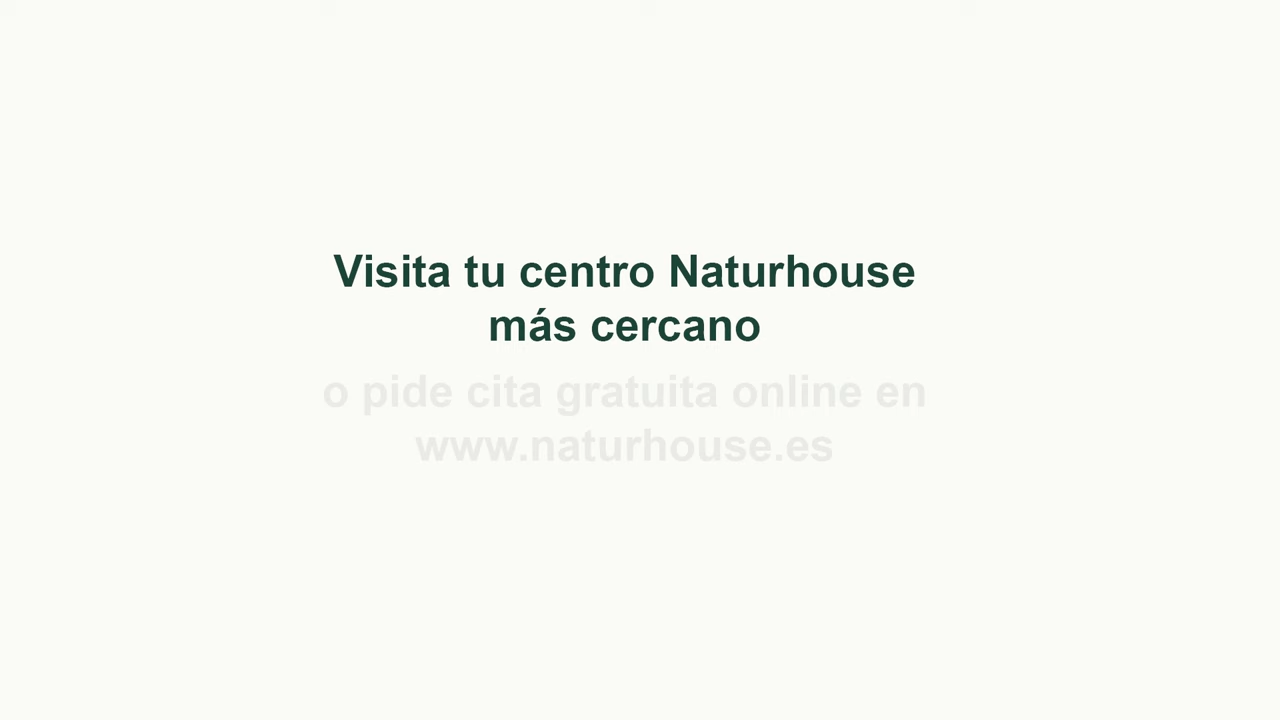 Visita tu centro Naturhouse
más cercano
o pide cita gratuita online en
www.naturhouse.es